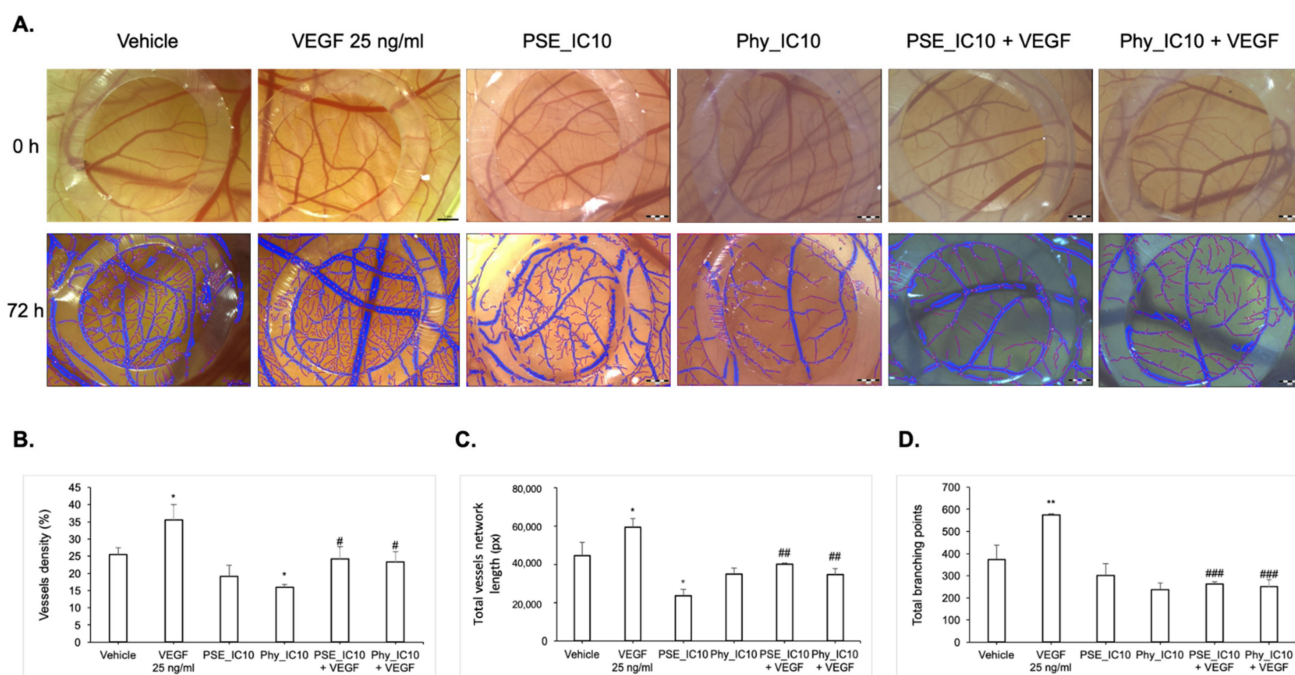 A.
Vehicle VEGF 25 ng/ml PSE_IC10 Phy_IC10 PSE_IC10 + VEGF Phy_IC10 + VEGF
0 h
72 h
B.
Vessels density (%)
45
40
35
30
25
20
15
10
5
0
*
*
#
#
Vehicle VEGF PSE_IC10 Phy_IC10 PSE_IC10 Phy_IC10
25 ng/ml + VEGF + VEGF
C.
Total vessels network
length (px)
80,000
60,000
40,000
20,000
0
*
*
##
##
Vehicle VEGF PSE_IC10 Phy_IC10 PSE_IC10 Phy_IC10
25 ng/ml + VEGF + VEGF
D.
Total branching points
700
600
500
400
300
200
100
0
**
###
###
Vehicle VEGF PSE_IC10 Phy_IC10 PSE_IC10 Phy_IC10
25 ng/ml + VEGF + VEGF